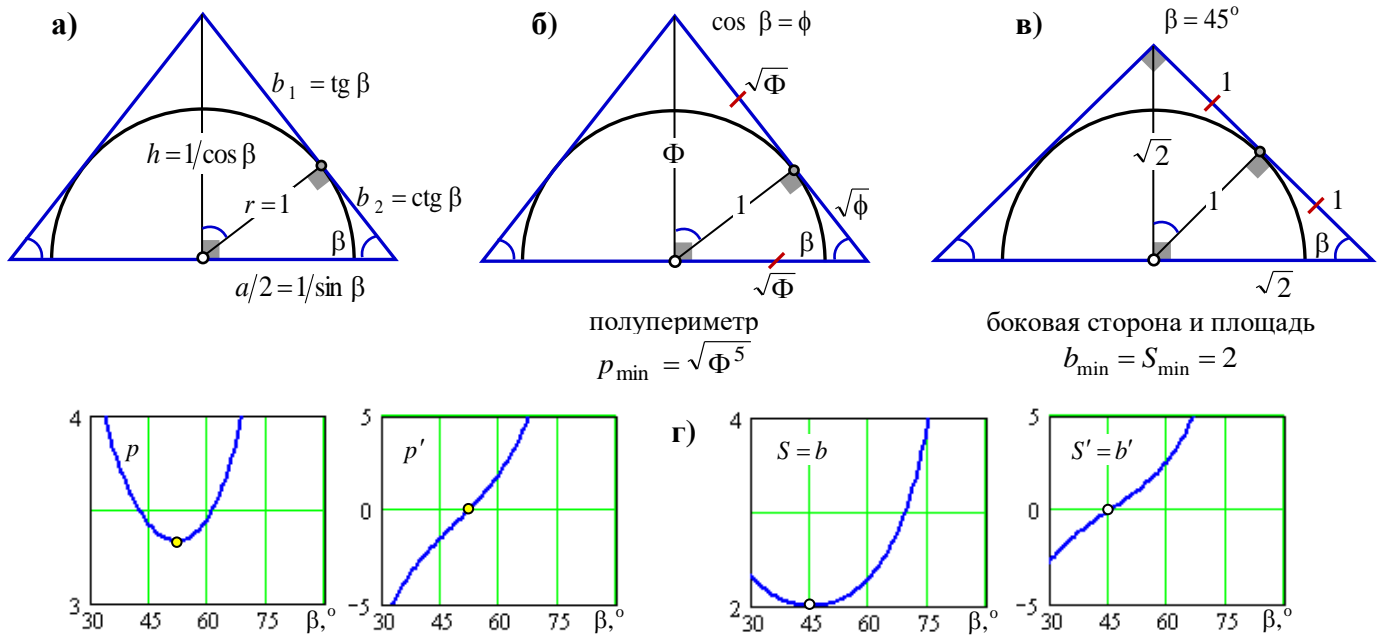 а)
b₁ = tg β
h = 1/cos β
r = 1
b₂ = ctg β
β
a/2 = 1/sin β
б)
cos β = ϕ
√Φ
Φ
1
√ϕ
β
√Φ
полупериметр
p_min = √Φ⁵
в)
β = 45°
1
√2
1
1
β
√2
боковая сторона и площадь
b_min = S_min = 2
4
p
3
30 45 60 75 β,°
5
p′
0
−5
30 45 60 75 β,°
г)
4
S = b
2
30 45 60 75 β,°
5
S′ = b′
0
−5
30 45 60 75 β,°